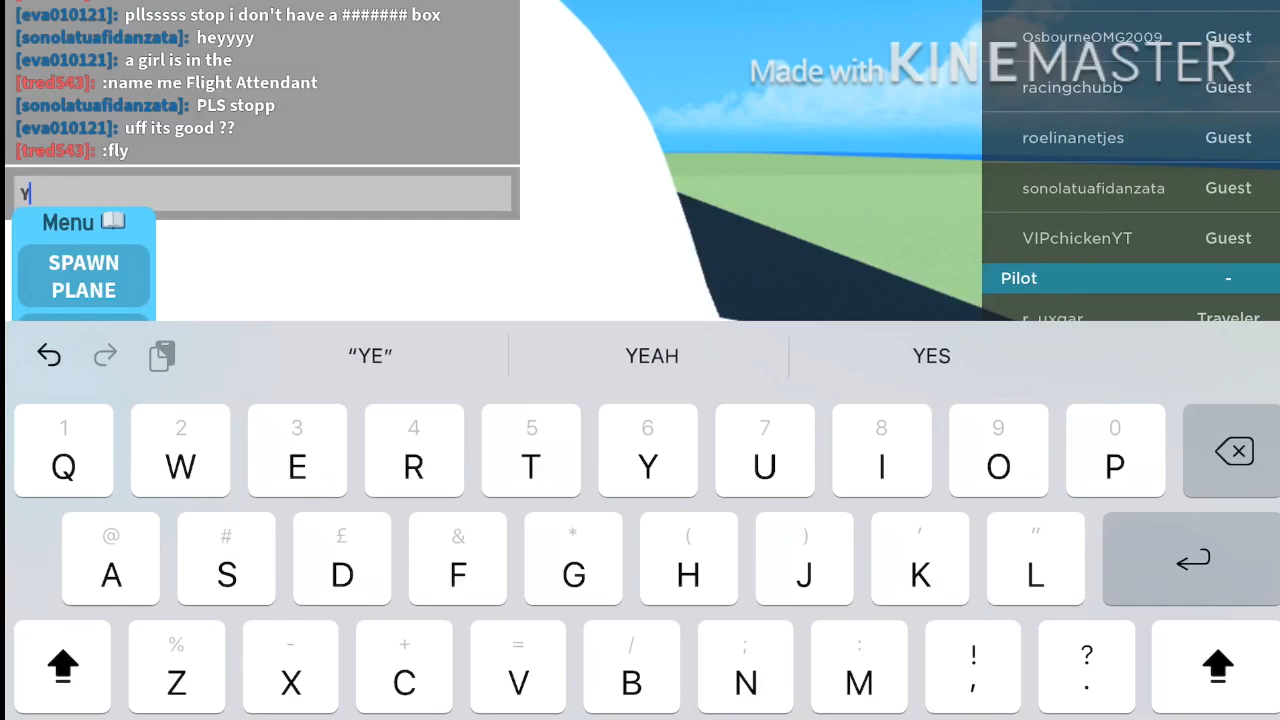 [eva010121]: pllsssss stop i don't have a ####### box
[sonolatuafidanzata]: heyyyy
[eva010121]: a girl is in the
[tred543]: :name me Flight Attendant
[sonolatuafidanzata]: PLS stopp
[eva010121]: uff its good ??
[tred543]: :fly
Y
Menu 📖
SPAWN
PLANE
Made with KINEMASTER
OsbourneOMG2009 Guest
racingchubb Guest
roelinanetjes Guest
sonolatuafidanzata Guest
VIPchickenYT Guest
Pilot -
r_uxgar Traveler
“YE” YEAH YES
1 2 3 4 5 6 7 8 9 0
Q W E R T Y U I O P
@ # £ & * ( ) ' "
A S D F G H J K L
% - + = / ; : ! ?
Z X C V B N M , .